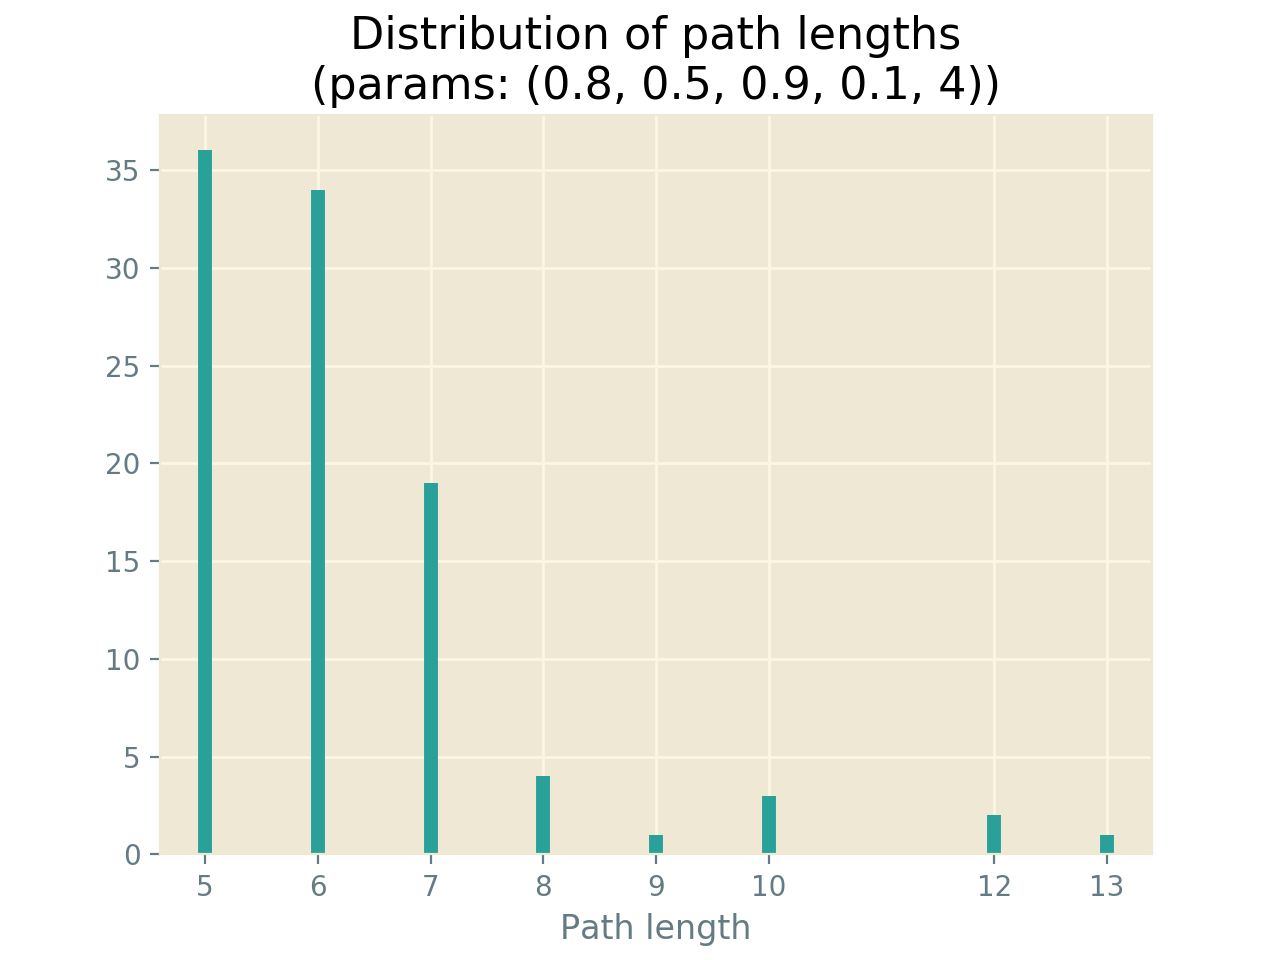 Distribution of path lengths
(params: (0.8, 0.5, 0.9, 0.1, 4))
35
30
25
20
15
10
5
0
5 6 7 8 9 10 12 13
Path length